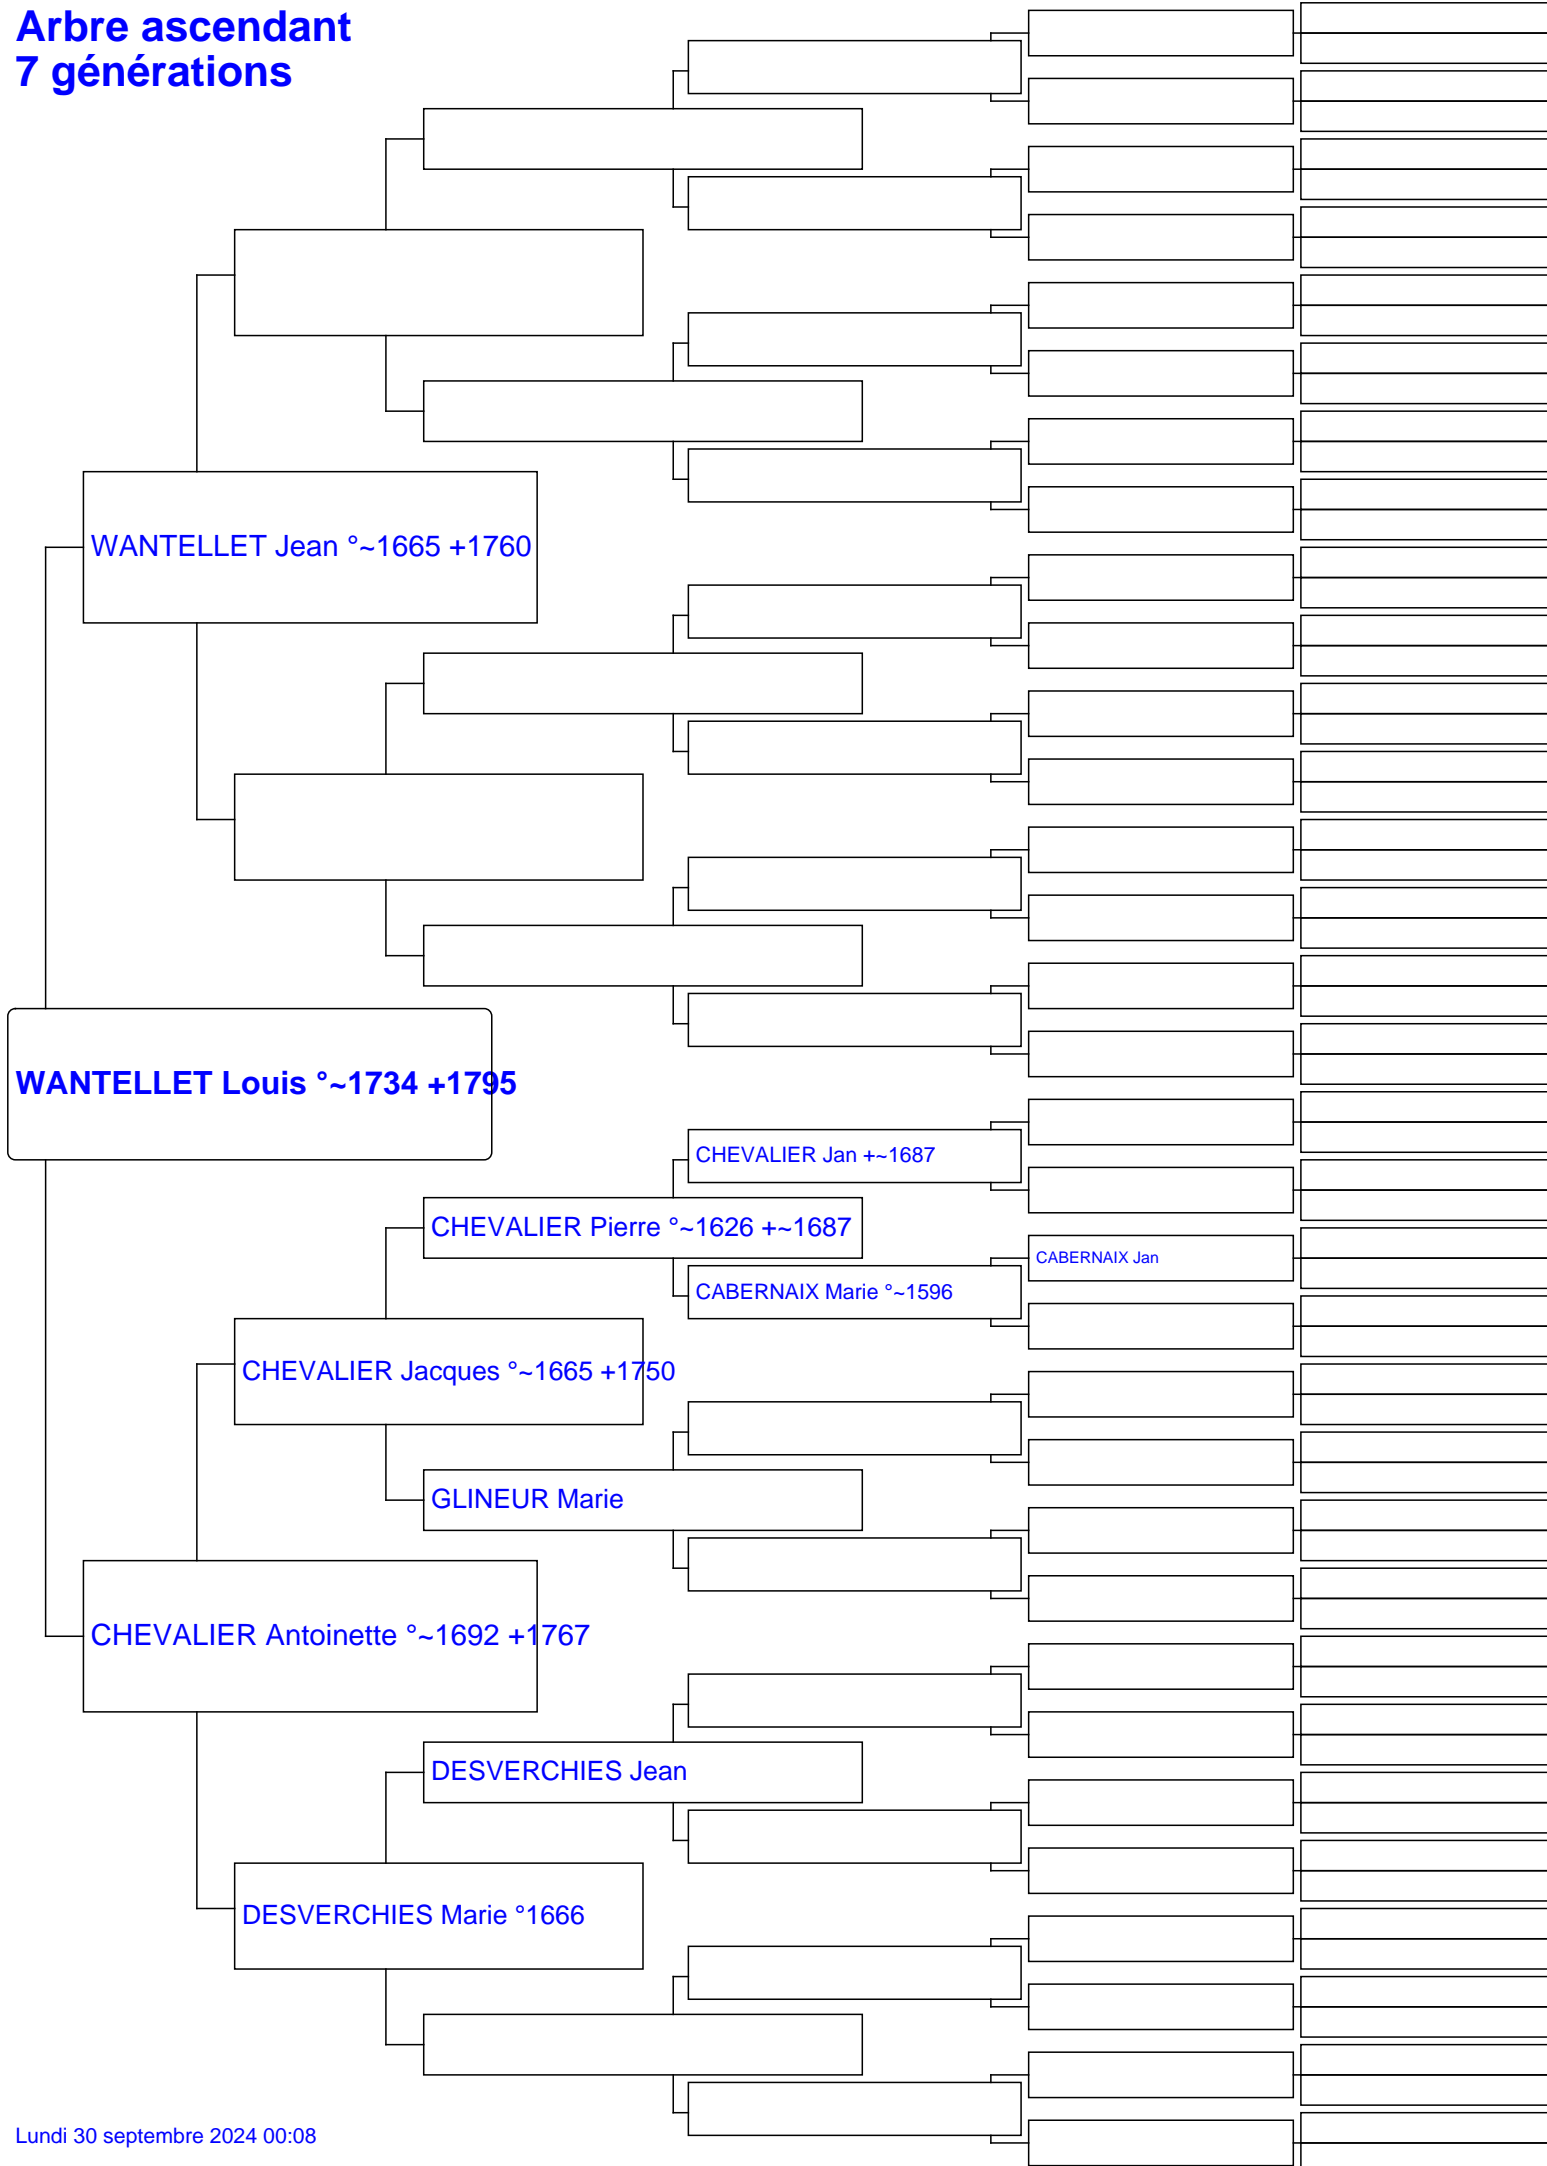 Arbre ascendant
7 générations
WANTELLET Jean °~1665 +1760
WANTELLET Louis °~1734 +1795
CHEVALIER Jan +~1687
CHEVALIER Pierre °~1626 +~1687
CABERNAIX Jan
CABERNAIX Marie °~1596
CHEVALIER Jacques °~1665 +1750
GLINEUR Marie
CHEVALIER Antoinette °~1692 +1767
DESVERCHIES Jean
DESVERCHIES Marie °1666
Lundi 30 septembre 2024 00:08